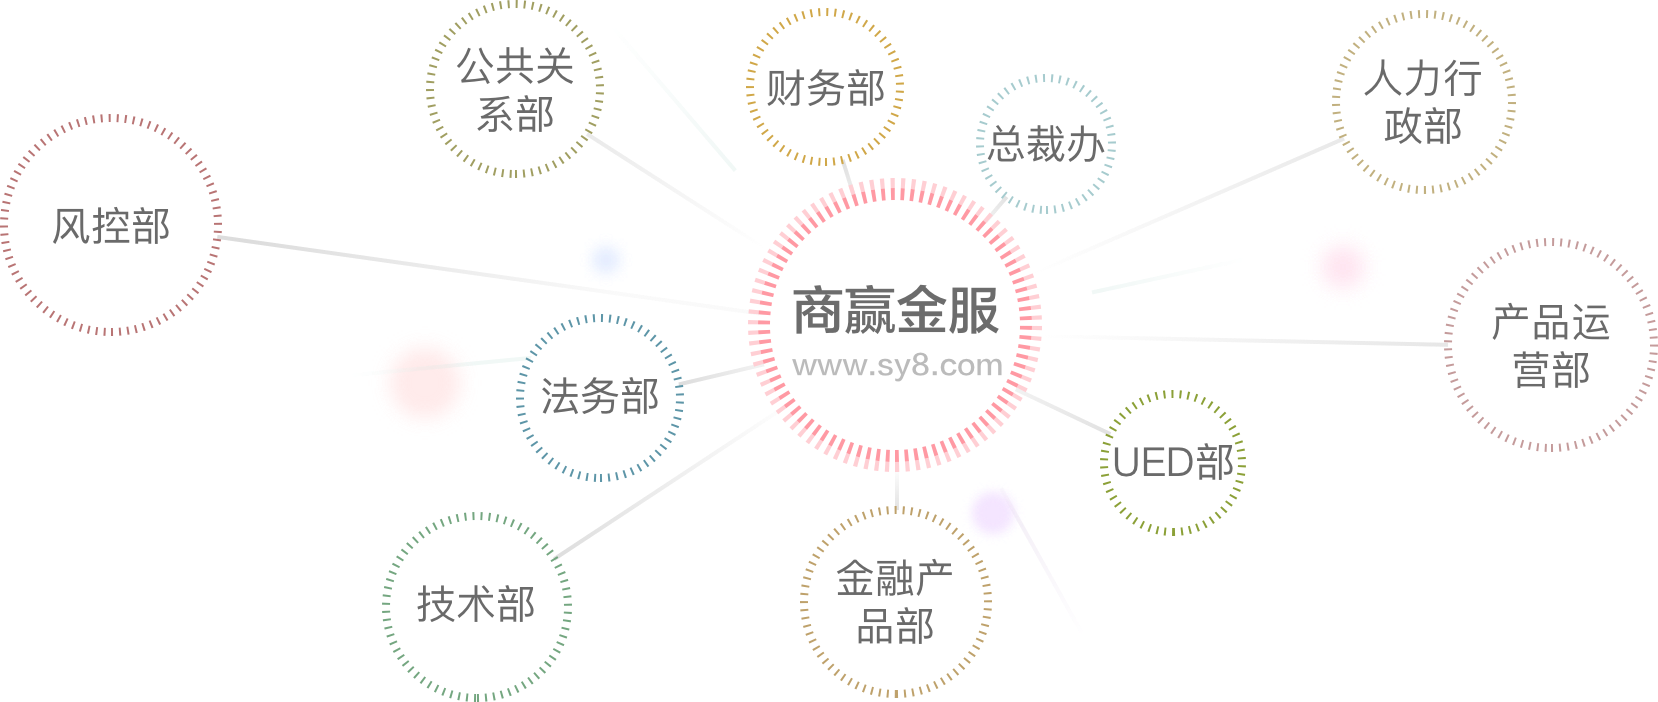 公共关
系部
财务部
总裁办
人力行
政部
风控部
商赢金服
www.sy8.com
产品运
营部
法务部
UED部
技术部
金融产
品部